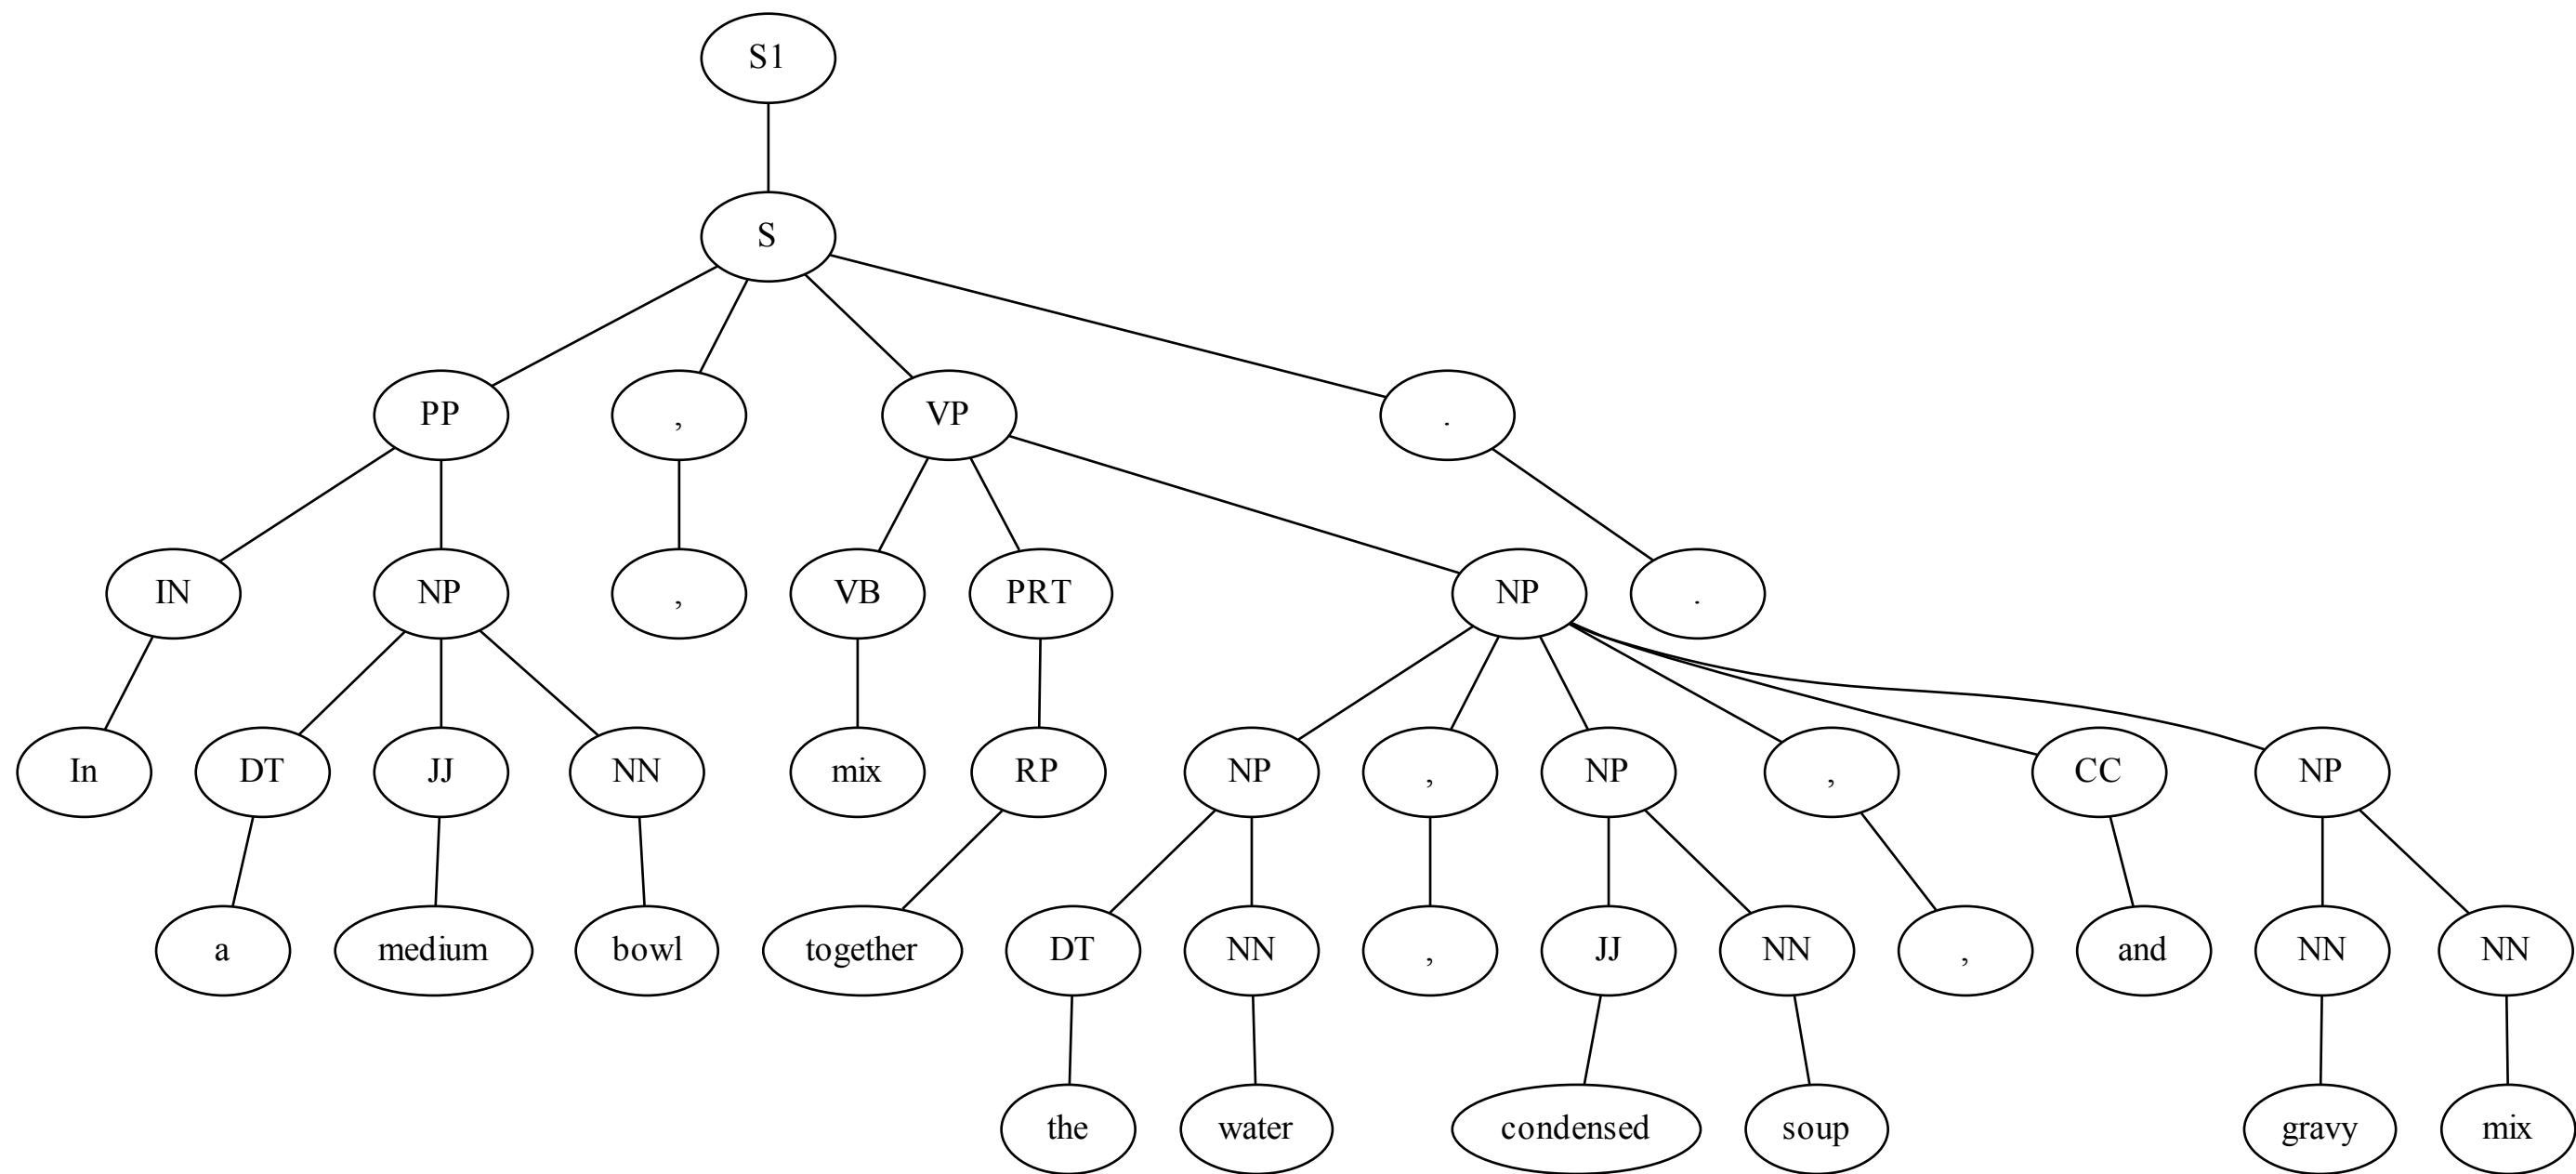 S1
S
PP , VP .
IN NP , VB PRT NP .
In DT JJ NN mix RP NP , NP , CC NP
a medium bowl together DT NN , JJ NN , and NN NN
the water condensed soup gravy mix